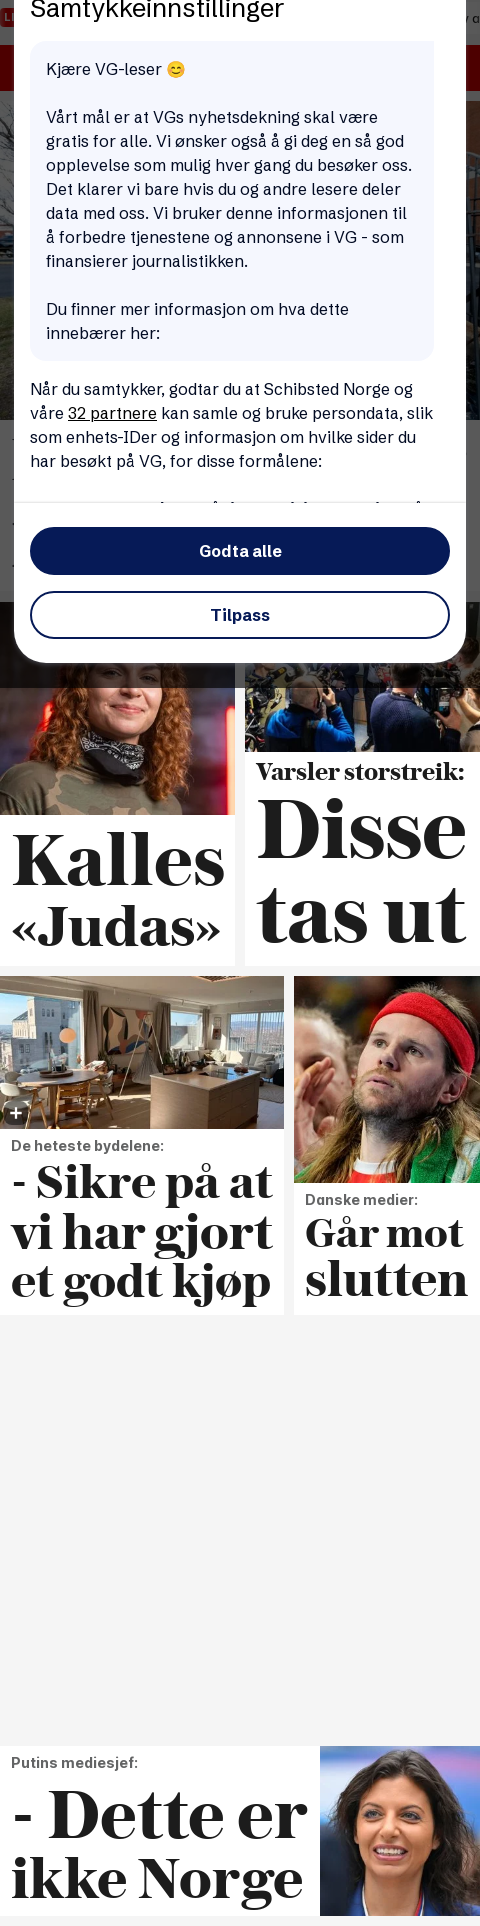 Samtykkeinnstillinger
Kjære VG-leser 😊
Vårt mål er at VGs nyhetsdekning skal være
gratis for alle. Vi ønsker også å gi deg en så god
opplevelse som mulig hver gang du besøker oss.
Det klarer vi bare hvis du og andre lesere deler
data med oss. Vi bruker denne informasjonen til
å forbedre tjenestene og annonsene i VG - som
finansierer journalistikken.
Du finner mer informasjon om hva dette
innebærer her:
Når du samtykker, godtar du at Schibsted Norge og
våre 32 partnere kan samle og bruke persondata, slik
som enhets-IDer og informasjon om hvilke sider du
har besøkt på VG, for disse formålene:
Godta alle
Tilpass
Kalles
«Judas»
Varsler storstreik:
Disse
tas ut
De heteste bydelene:
- Sikre på at
vi har gjort
et godt kjøp
Danske medier:
Går mot
slutten
Putins mediesjef:
- Dette er
ikke Norge